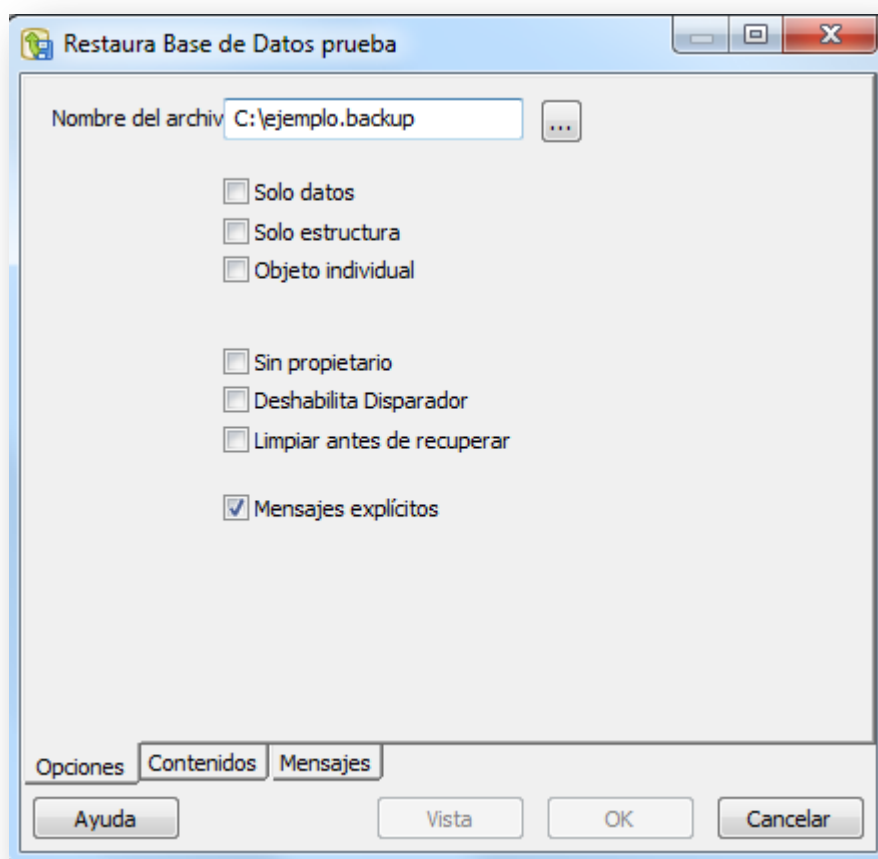 Restaura Base de Datos prueba
Nombre del archiv C:\ejemplo.backup ...
Solo datos
Solo estructura
Objeto individual
Sin propietario
Deshabilita Disparador
Limpiar antes de recuperar
Mensajes explícitos
Opciones Contenidos Mensajes
Ayuda Vista OK Cancelar